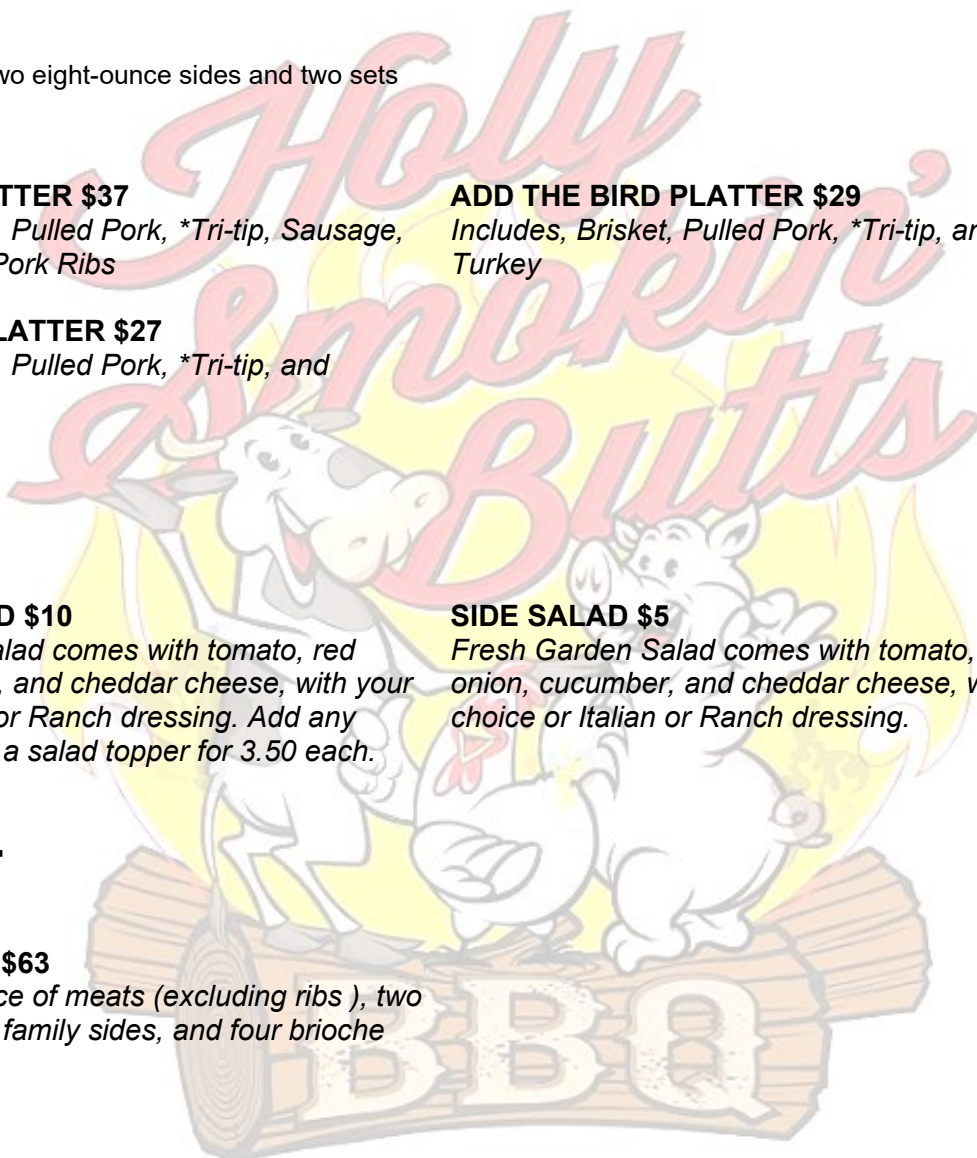 wo eight-ounce sides and two sets
TTER $37
Pulled Pork, *Tri-tip, Sausage,
Pork Ribs
ADD THE BIRD PLATTER $29
Includes, Brisket, Pulled Pork, *Tri-tip, an
Turkey
LATTER $27
Pulled Pork, *Tri-tip, and
D $10
alad comes with tomato, red
, and cheddar cheese, with your
or Ranch dressing. Add any
a salad topper for 3.50 each.
SIDE SALAD $5
Fresh Garden Salad comes with tomato,
onion, cucumber, and cheddar cheese, w
choice or Italian or Ranch dressing.
$63
ce of meats (excluding ribs ), two
family sides, and four brioche
Holy
Smokin'
Butts
BBQ